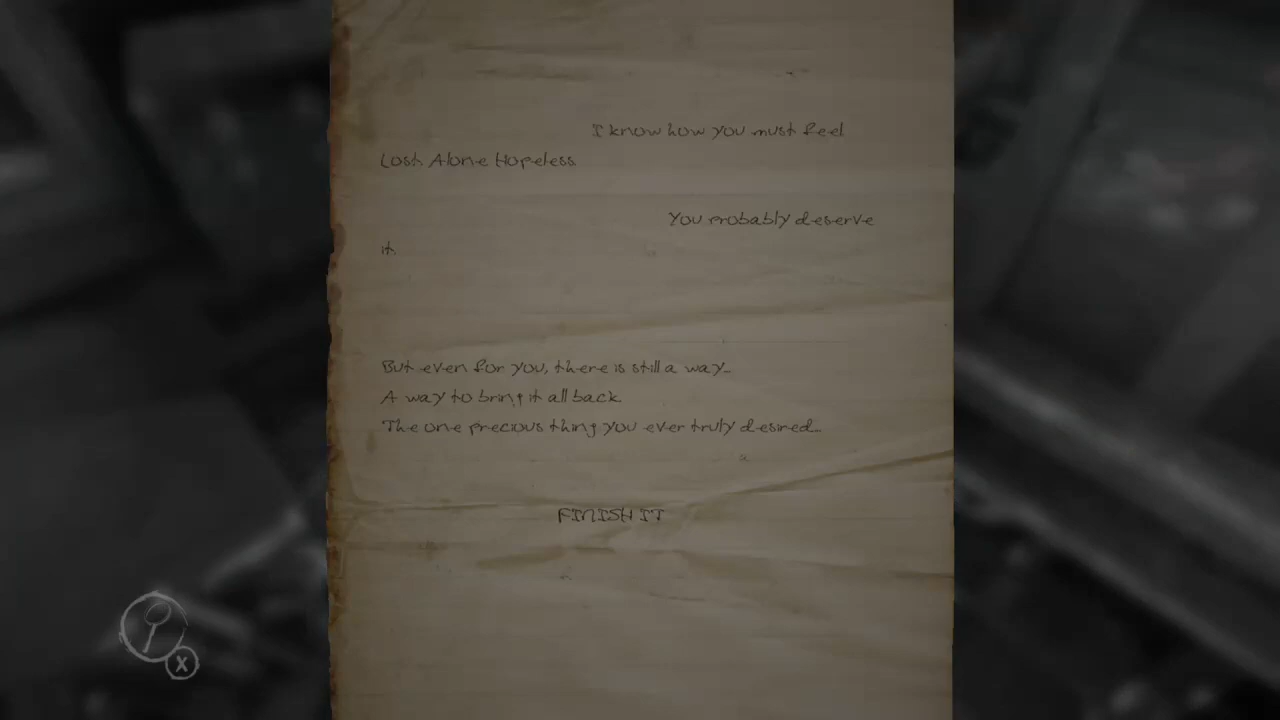 I know how you must feel
Lost. Alone. Hopeless.
You probably deserve
it.
But even for you, there is still a way...
A way to bring it all back.
The one precious thing you ever truly desired...
FINISH IT
X